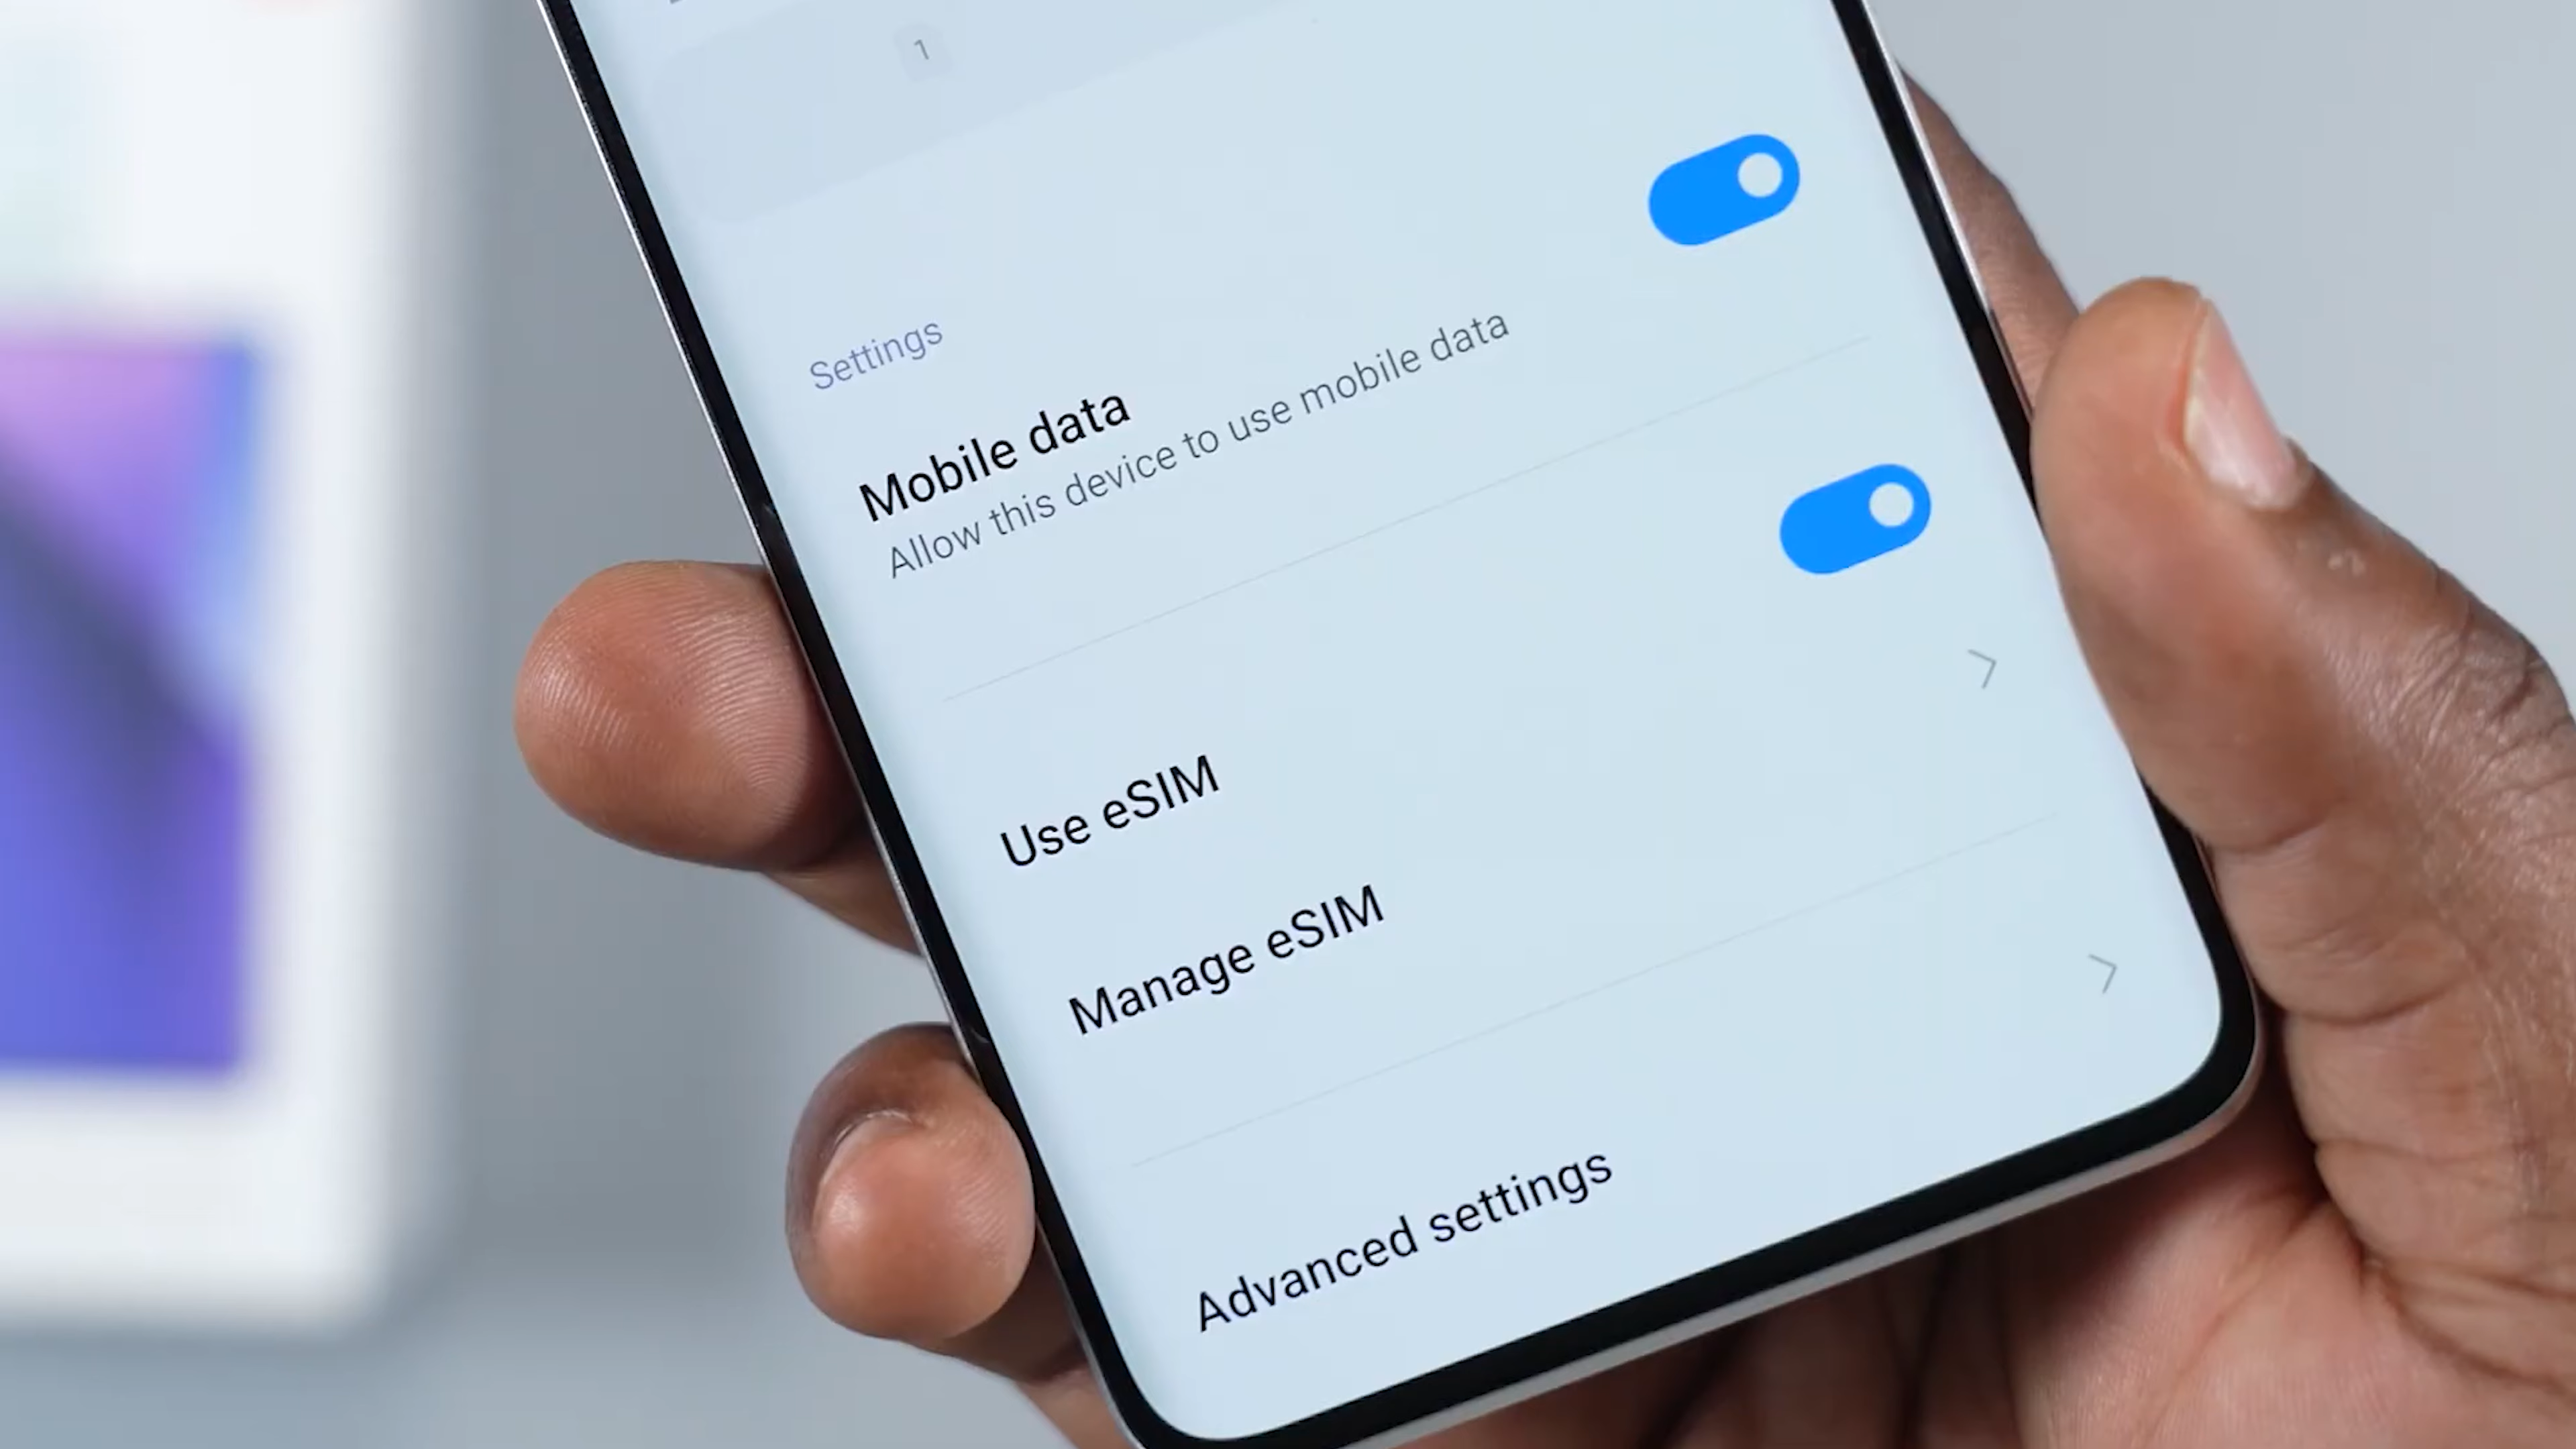 1
Settings
Mobile data
Allow this device to use mobile data
Use eSIM
Manage eSIM
Advanced settings